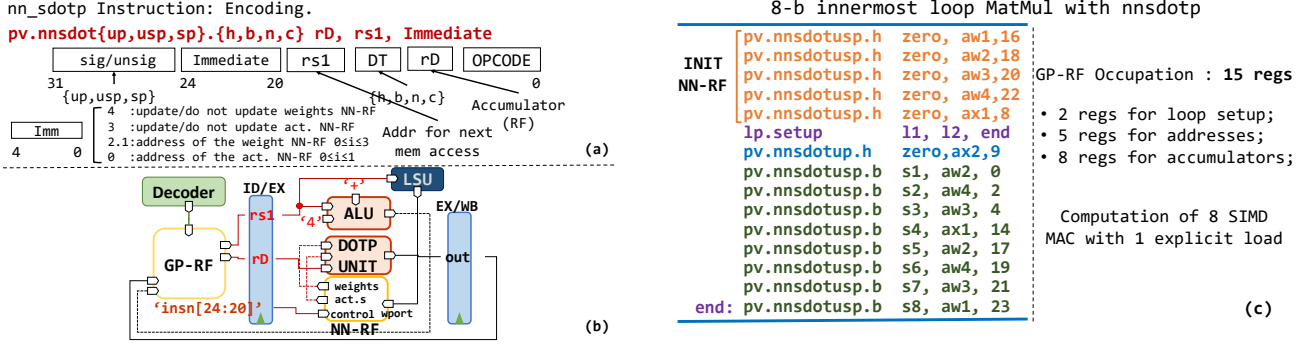 nn_sdotp Instruction: Encoding.
pv.nnsdot{up,usp,sp}.{h,b,n,c} rD, rs1, Immediate
sig/unsig Immediate rs1 DT rD OPCODE
31 24 20 0
{up,usp,sp} {h,b,n,c}
Accumulator
(RF)
Addr for next
mem access
Imm
4 0
4 :update/do not update weights NN-RF
3 :update/do not update act. NN-RF
2.1:address of the weight NN-RF 0≤i≤3
0 :address of the act. NN-RF 0≤i≤1
(a)
Decoder
ID/EX
'+'
LSU
rs1
ALU
'4'
EX/WB
GP-RF
DOTP
UNIT
rD
out
weights
act.s
'insn[24:20]'
control wport
NN-RF
(b)
8-b innermost loop MatMul with nnsdotp
INIT
NN-RF
pv.nnsdotusp.h zero, aw1,16
pv.nnsdotusp.h zero, aw2,18
pv.nnsdotusp.h zero, aw3,20
pv.nnsdotusp.h zero, aw4,22
pv.nnsdotusp.h zero, ax1,8
lp.setup l1, l2, end
pv.nnsdotup.h zero,ax2,9
pv.nnsdotusp.b s1, aw2, 0
pv.nnsdotusp.b s2, aw4, 2
pv.nnsdotusp.b s3, aw3, 4
pv.nnsdotusp.b s4, ax1, 14
pv.nnsdotusp.b s5, aw2, 17
pv.nnsdotusp.b s6, aw4, 19
pv.nnsdotusp.b s7, aw3, 21
end: pv.nnsdotusp.b s8, aw1, 23
GP-RF Occupation : 15 regs
• 2 regs for loop setup;
• 5 regs for addresses;
• 8 regs for accumulators;
Computation of 8 SIMD
MAC with 1 explicit load
(c)